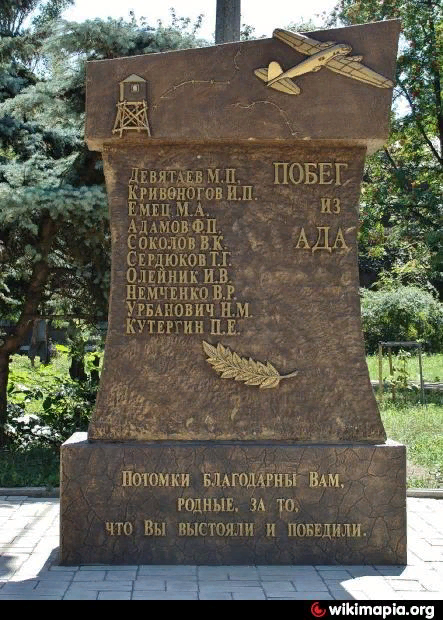 Девятаев М.П.
Кривоногов И.П.
Емец М.А.
Адамов Ф.П.
Соколов В.К.
Сердюков Т.Г.
Олейник И.В.
Немченко В.Р.
Урбанович Н.М.
Кутергин П.Е.
ПОБЕГ
ИЗ
АДА
Потомки благодарны Вам,
родные, за то,
что Вы выстояли и победили.
wikimapia.org